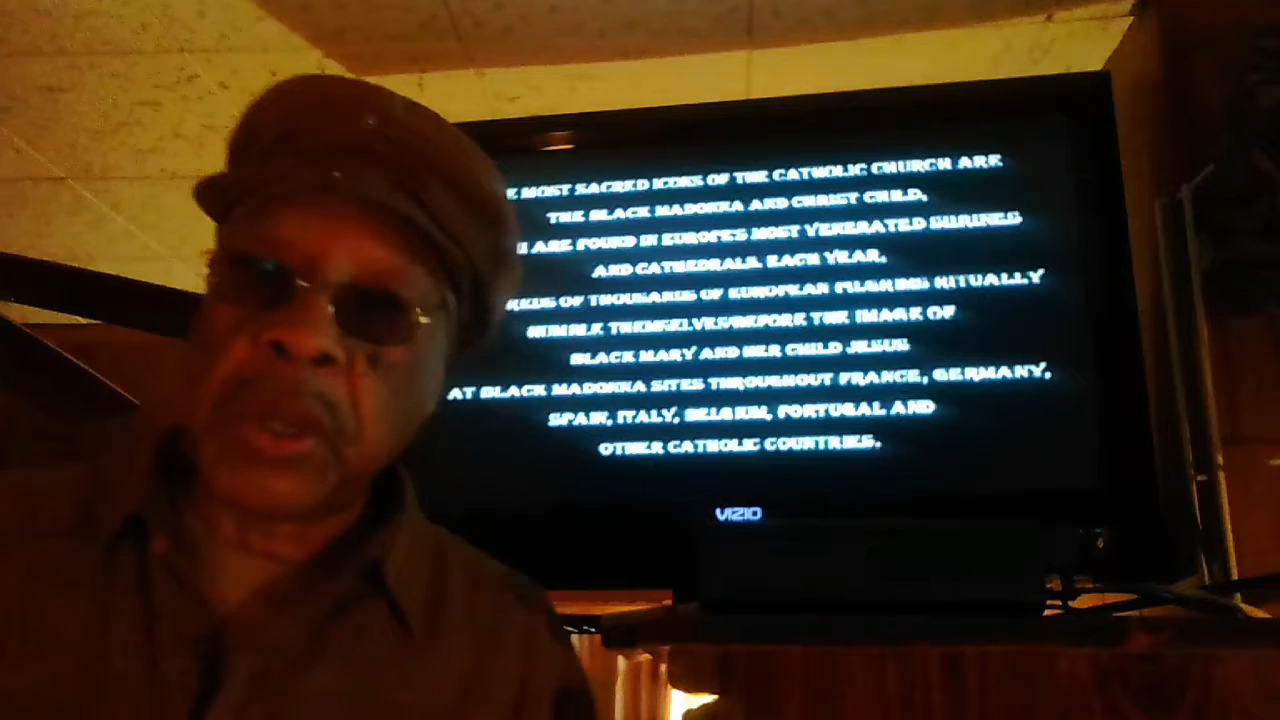 MOST SACRED ICONS OF THE CATHOLIC CHURCH ARE
THE BLACK MADONNA AND CHRIST CHILD,
ARE FOUND IN EUROPE'S MOST VENERATED SHRINES
AND CATHEDRALS. EACH YEAR,
OF THOUSANDS OF EUROPEAN PILGRIMS RITUALLY
HUMBLE THEMSELVES BEFORE THE IMAGE OF
BLACK MARY AND HER CHILD JESUS
AT BLACK MADONNA SITES THROUGHOUT FRANCE, GERMANY,
SPAIN, ITALY, BELGIUM, PORTUGAL AND
OTHER CATHOLIC COUNTRIES.
VIZIO